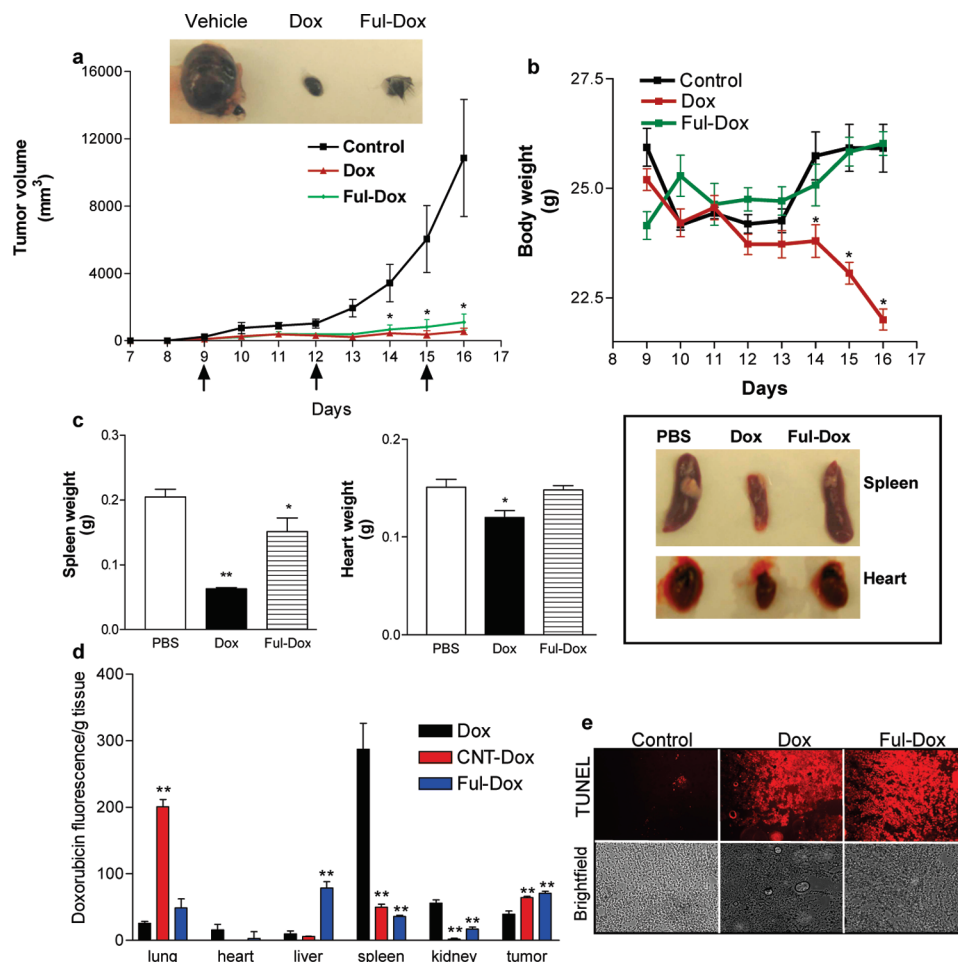 Vehicle Dox Ful-Dox
a
16000
12000
8000
4000
0
Tumor volume
(mm³)
Control
Dox
Ful-Dox
* * *
7 8 9 10 11 12 13 14 15 16 17
Days
b
27.5
25.0
22.5
Body weight
(g)
Control
Dox
Ful-Dox
*
*
*
8 9 10 11 12 13 14 15 16 17
Days
c
0.3
0.2
0.1
0.0
Spleen weight
(g)
**
*
PBS Dox Ful-Dox
0.2
0.1
0.0
Heart weight
(g)
*
PBS Dox Ful-Dox
PBS Dox Ful-Dox
Spleen
Heart
d
400
300
200
100
0
Doxorubicin fluorescence/g tissue
Dox
CNT-Dox
Ful-Dox
** ** ** ** ** ** ** **
lung heart liver spleen kidney tumor
e
Control Dox Ful-Dox
TUNEL
Brightfield